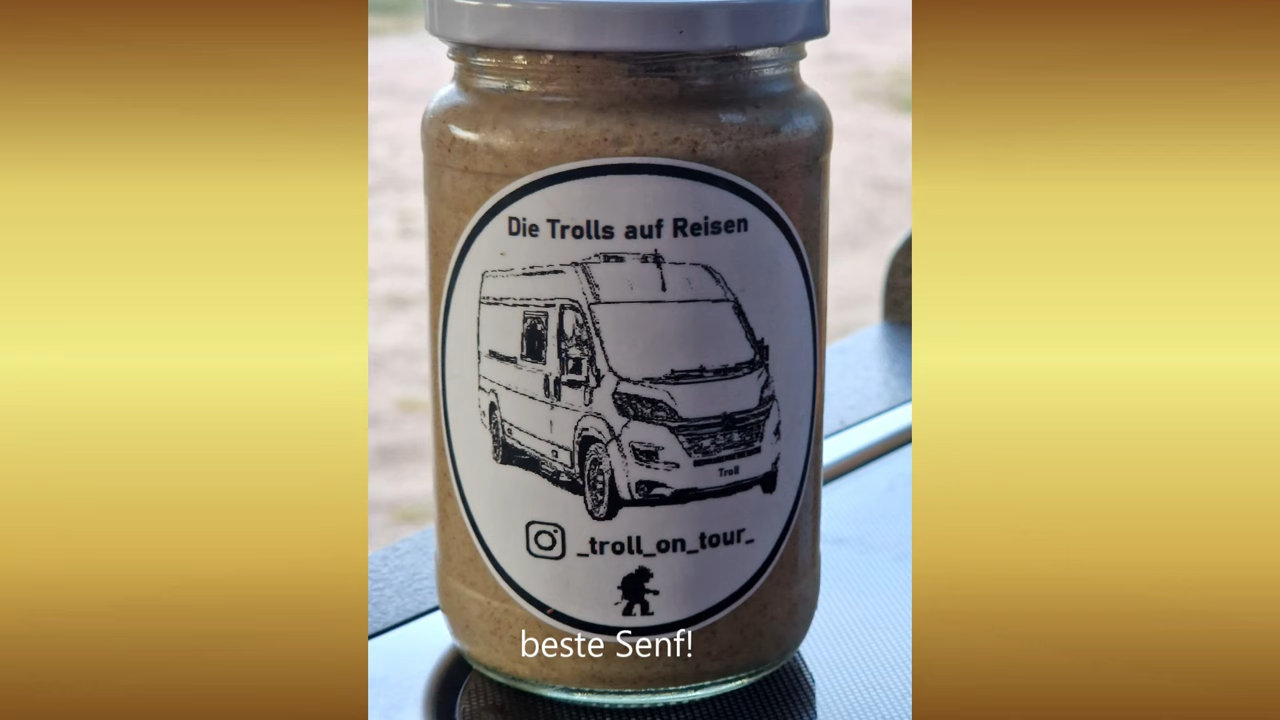 Die Trolls auf Reisen
Troll
_troll_on_tour_
beste Senf!